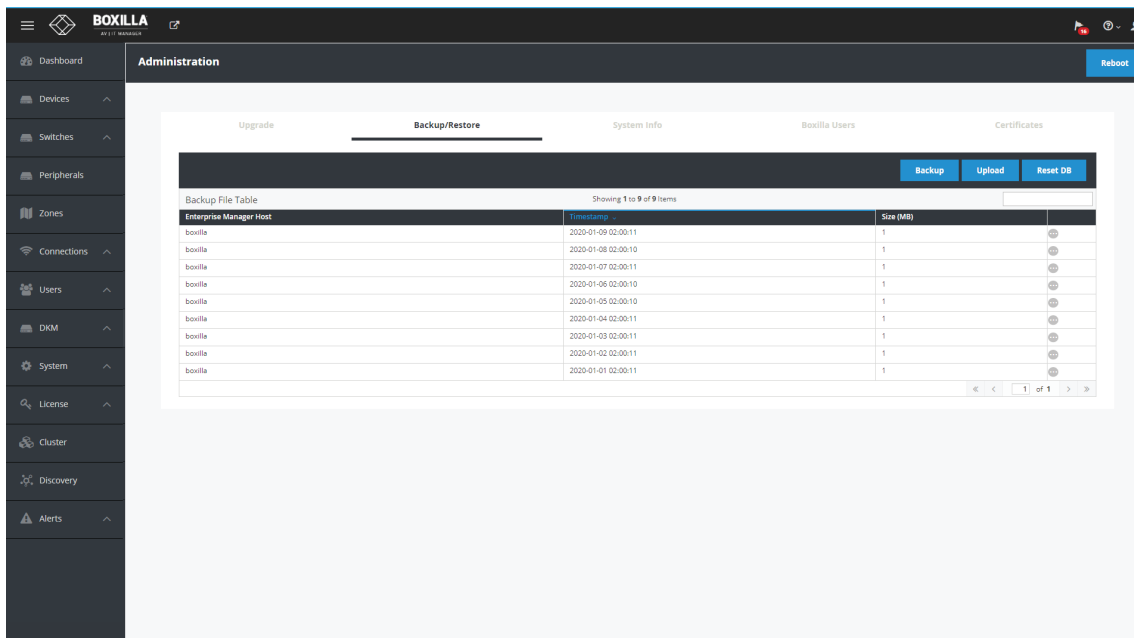 BOXILLA
AV | IT MANAGER
16
Dashboard
Devices
Switches
Peripherals
Zones
Connections
Users
DKM
System
License
Cluster
Discovery
Alerts
Administration
Reboot
Upgrade Backup/Restore System Info Boxilla Users Certificates
Backup Upload Reset DB
Backup File Table Showing 1 to 9 of 9 Items
Enterprise Manager Host Timestamp Size (MB)
boxilla 2020-01-09 02:00:11 1
boxilla 2020-01-08 02:00:10 1
boxilla 2020-01-07 02:00:11 1
boxilla 2020-01-06 02:00:10 1
boxilla 2020-01-05 02:00:10 1
boxilla 2020-01-04 02:00:11 1
boxilla 2020-01-03 02:00:11 1
boxilla 2020-01-02 02:00:11 1
boxilla 2020-01-01 02:00:11 1
« < 1 of 1 > »